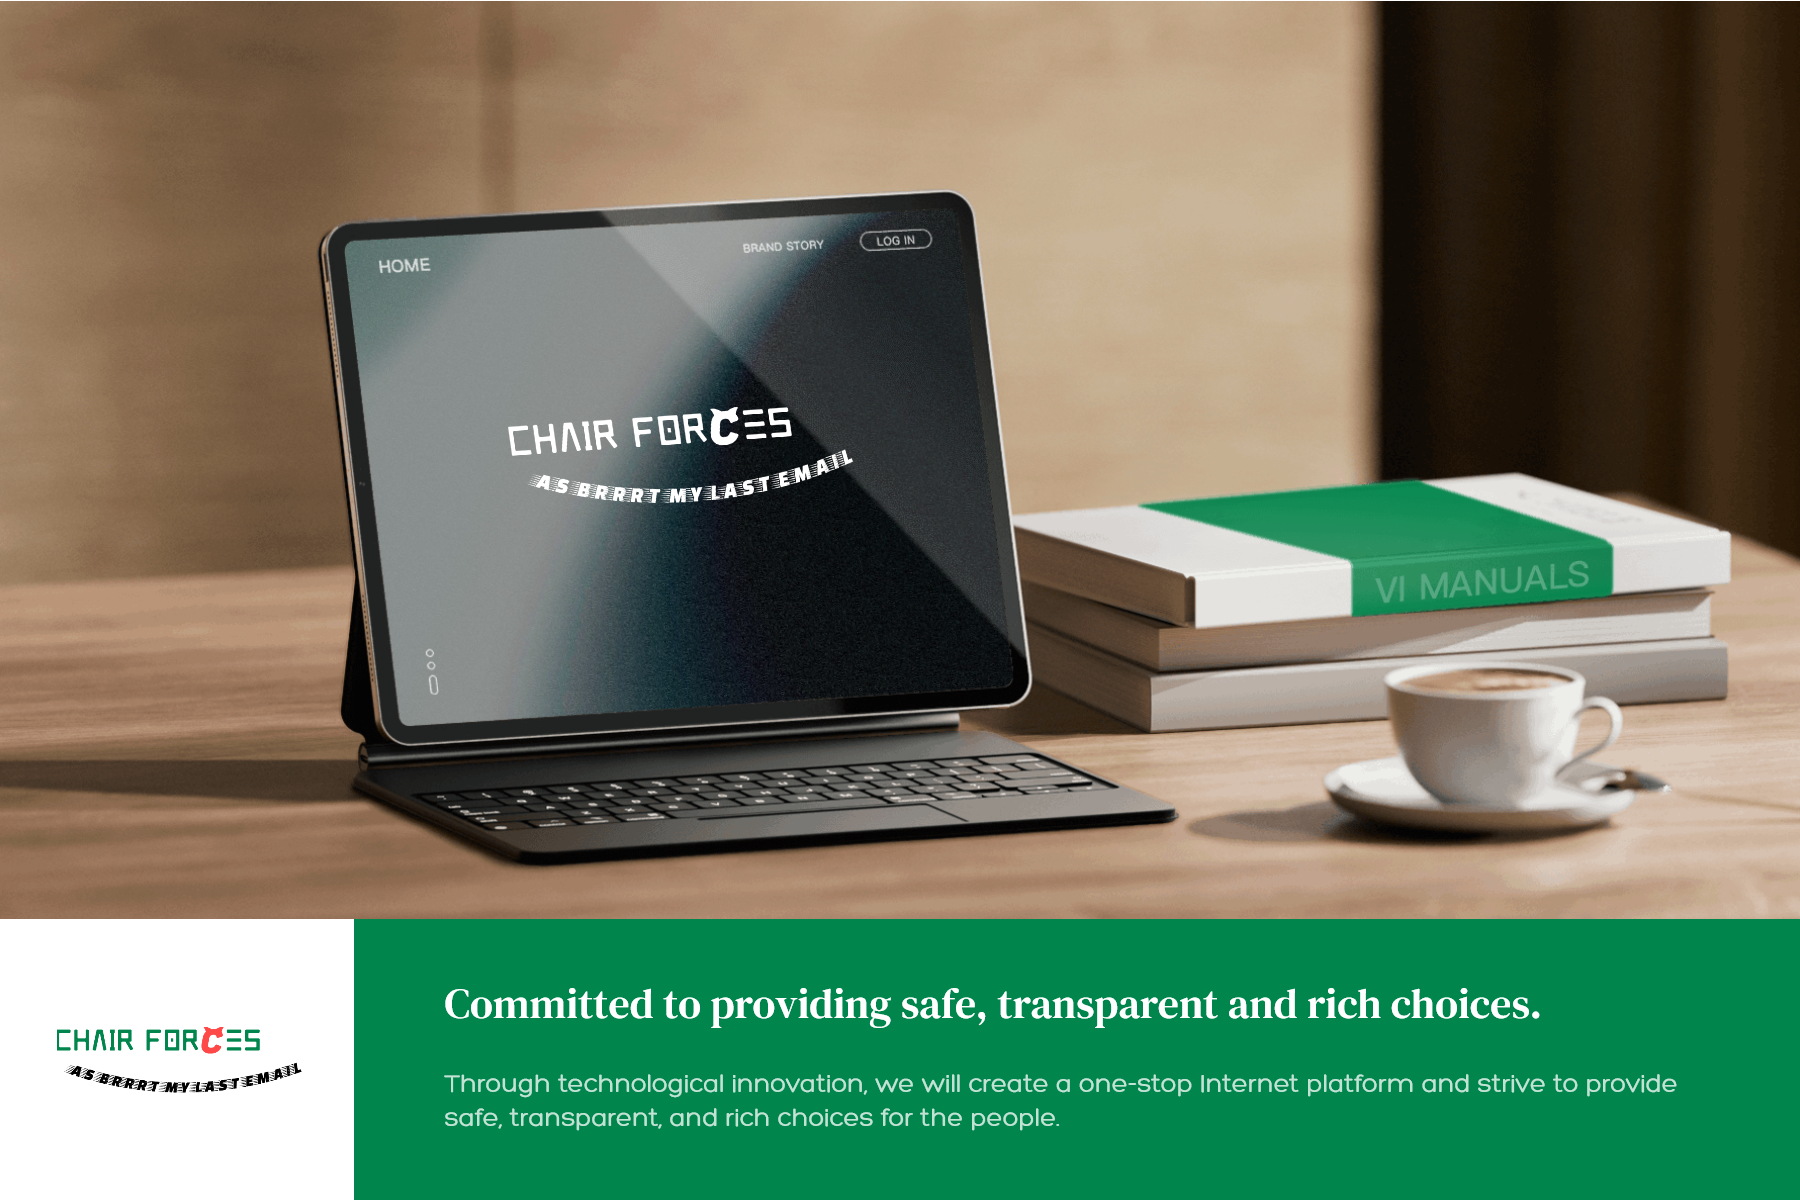 HOME
BRAND STORY
LOG IN
CHAIR FORCES
AS BRRRT MY LAST EMAIL
VI MANUALS
CHAIR FORCES
AS BRRRT MY LAST EMAIL
Committed to providing safe, transparent and rich choices.
Through technological innovation, we will create a one-stop Internet platform and strive to provide
safe, transparent, and rich choices for the people.